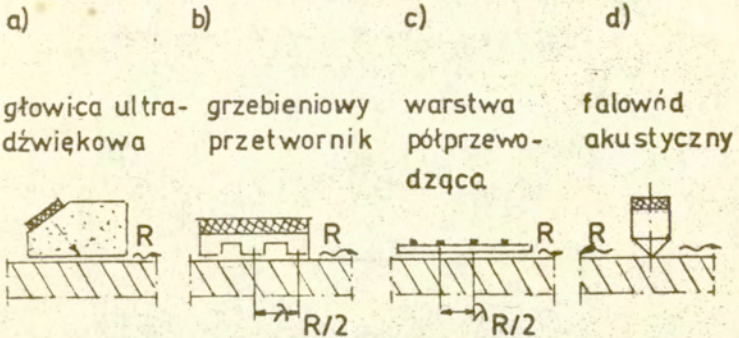 a)
b)
c)
d)
głowica ultra-
dźwiękowa
grzebieniowy
przetwornik
warstwa
półprzewo-
dząca
falowód
akustyczny
R
R
R
R
R
λ
R/2
λ
R/2